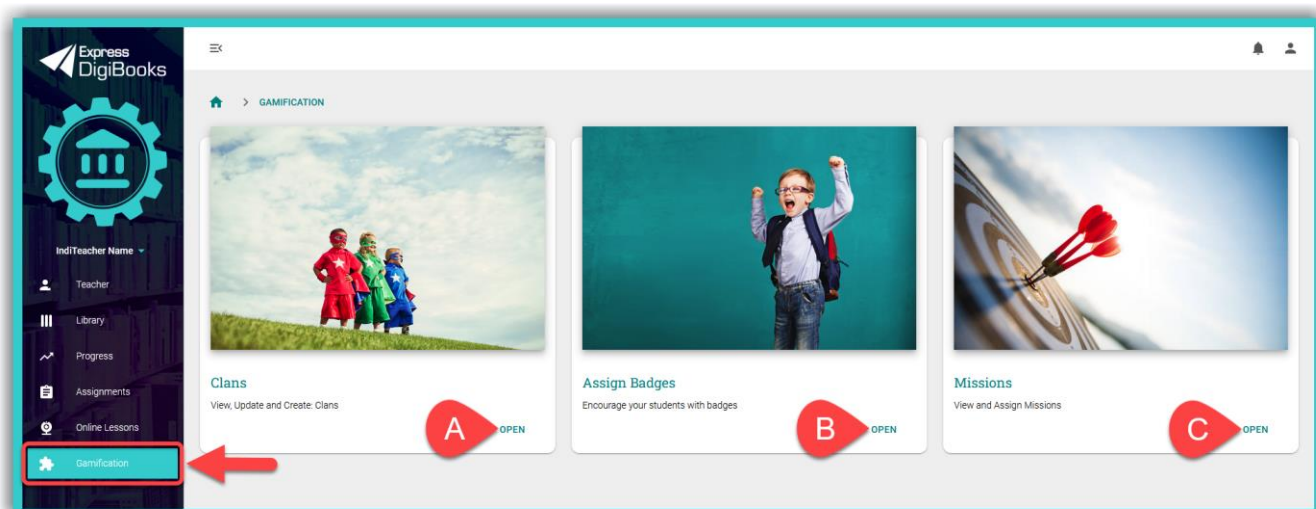 Express
DigiBooks
GAMIFICATION
IndiTeacher Name
Teacher
Library
Progress
Assignments
Online Lessons
Gamification
Clans
View, Update and Create: Clans
A
OPEN
Assign Badges
Encourage your students with badges
B
OPEN
Missions
View and Assign Missions
C
OPEN